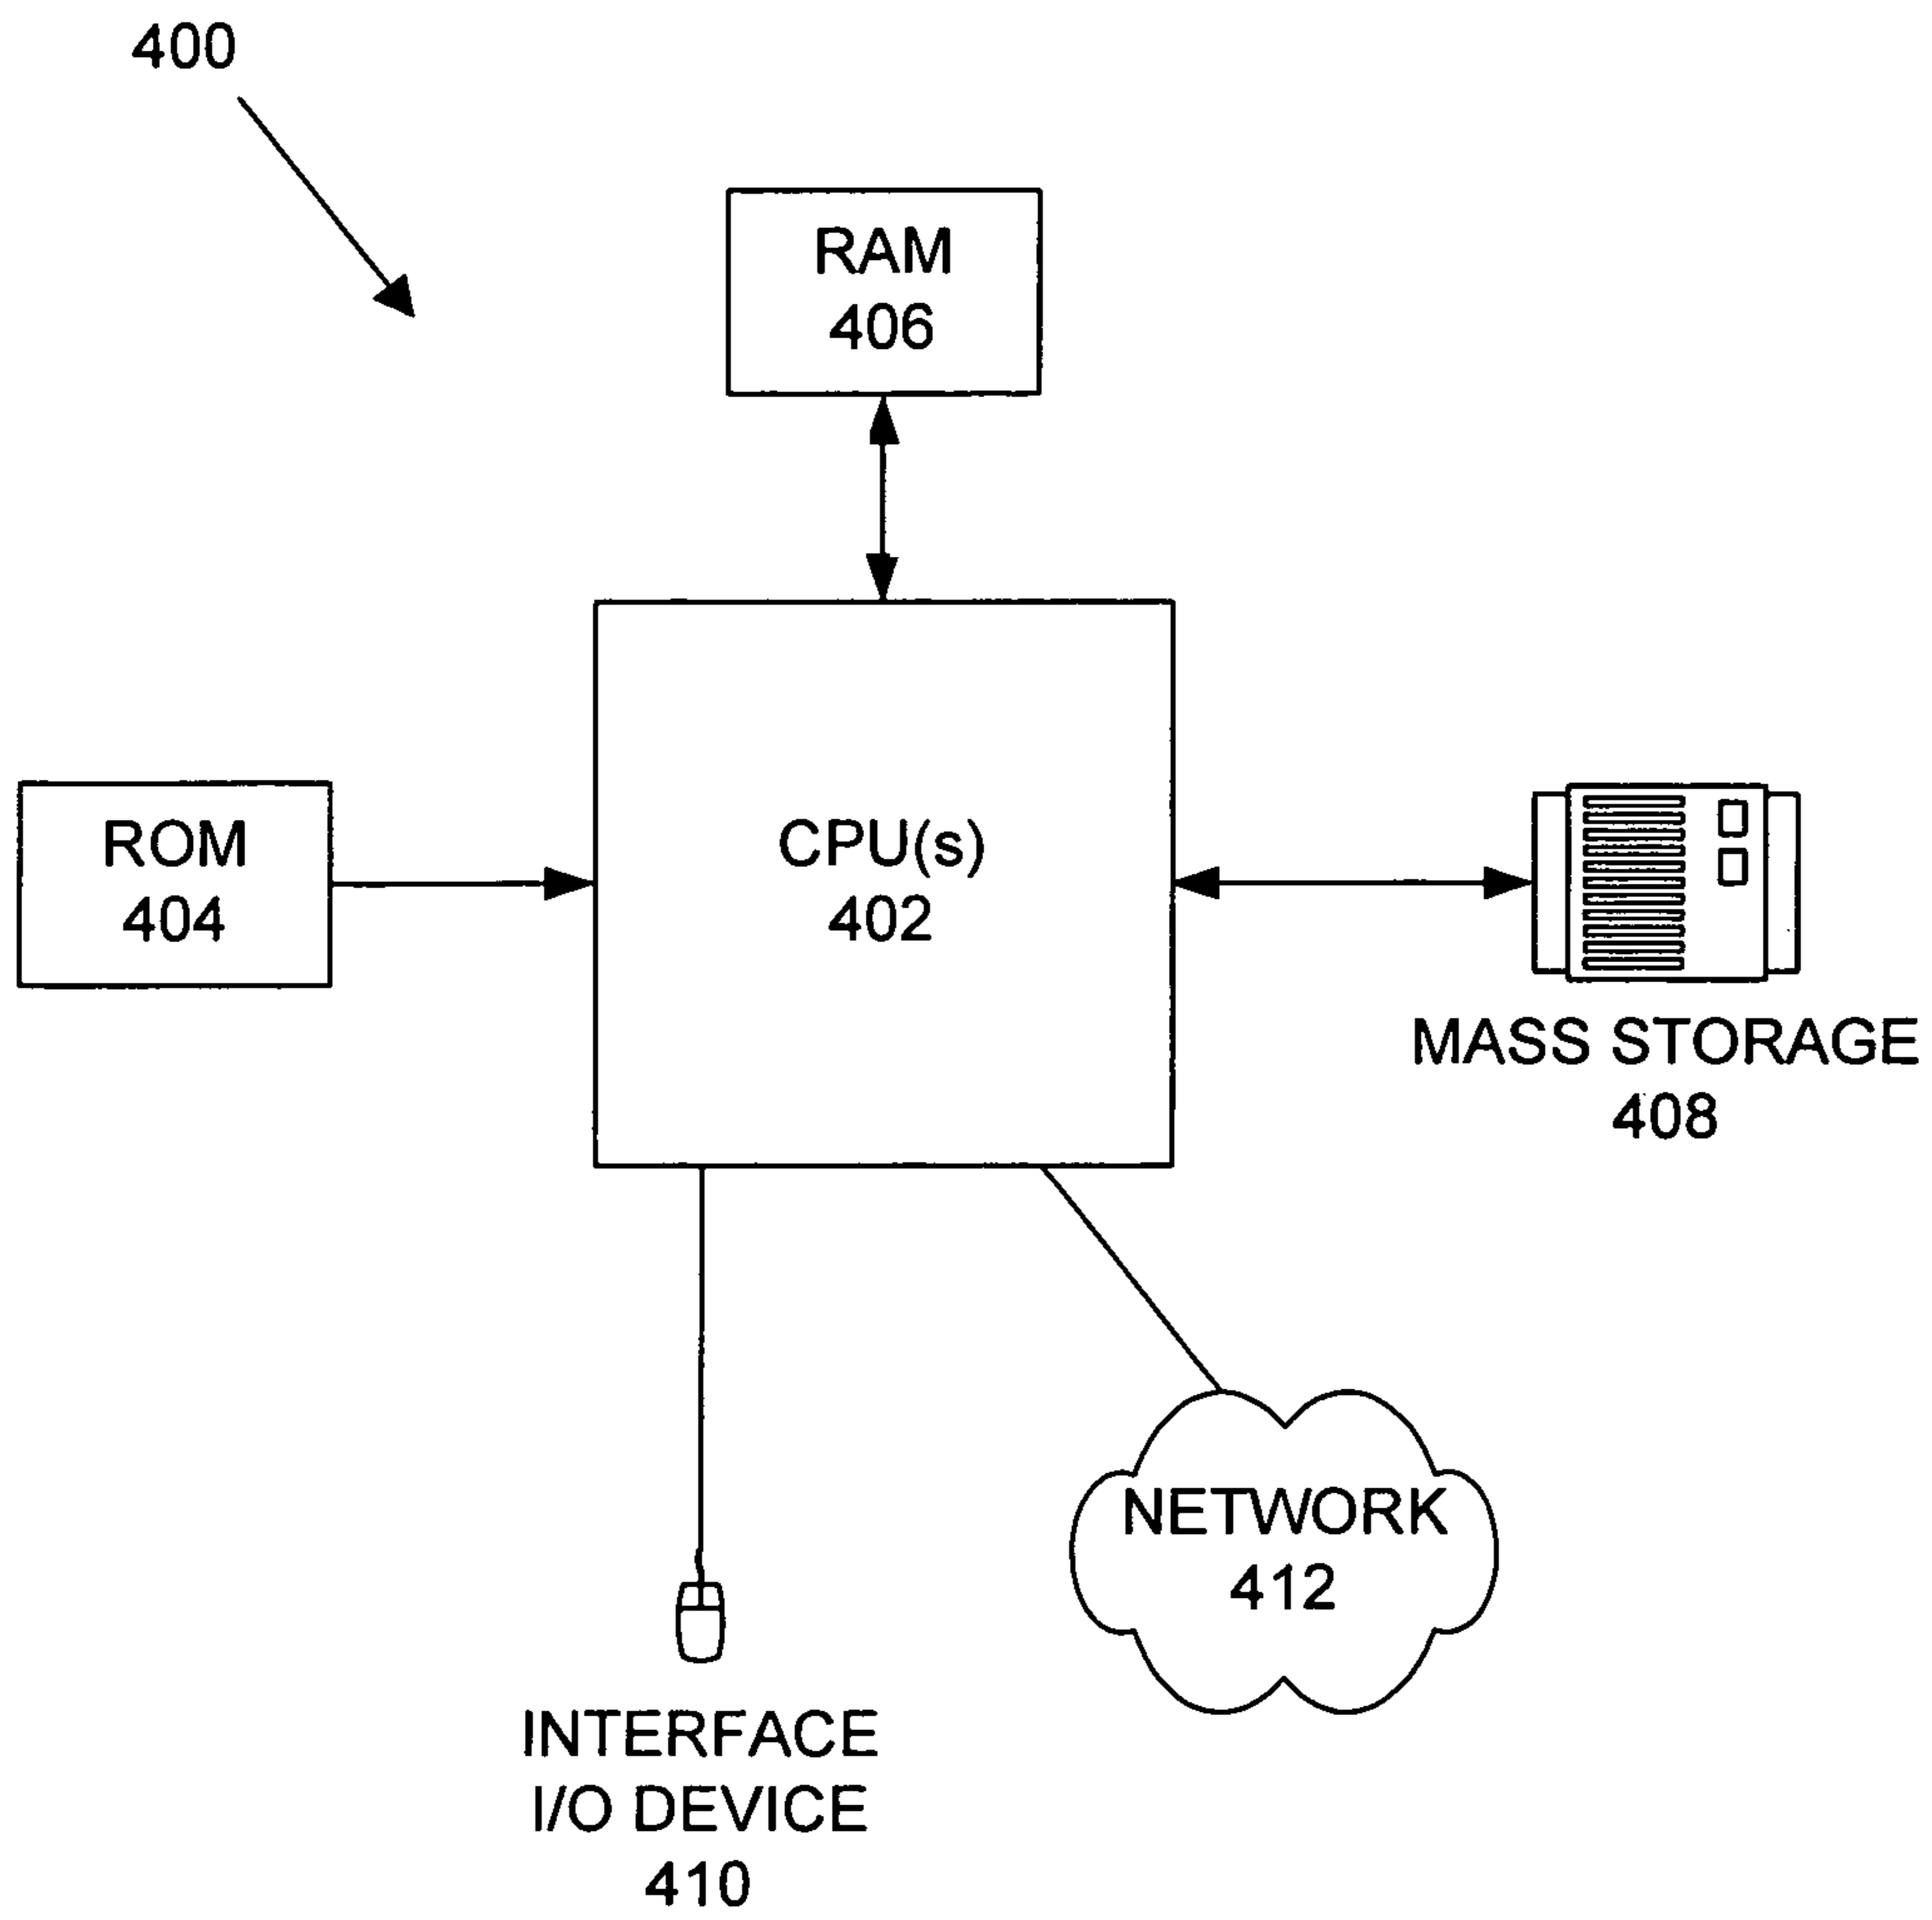 400
RAM
406
ROM
404
CPU(s)
402
MASS STORAGE
408
NETWORK
412
INTERFACE
I/O DEVICE
410